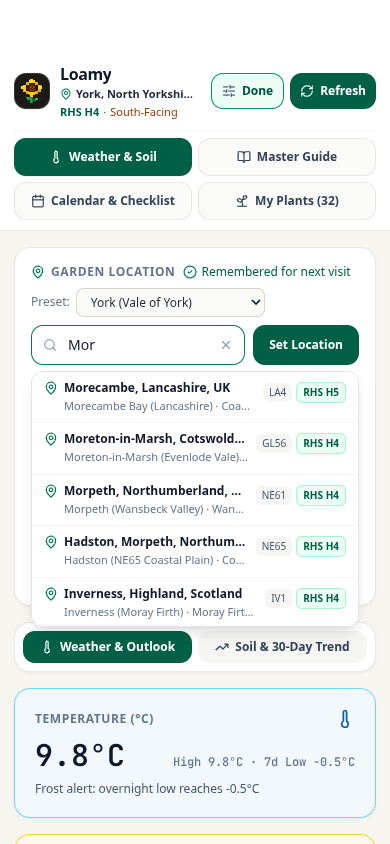 Loamy
York, North Yorkshi...
RHS H4 · South-Facing
Done
Refresh
Weather & Soil
Master Guide
Calendar & Checklist
My Plants (32)
GARDEN LOCATION
Remembered for next visit
Preset:
York (Vale of York)
Mor
Set Location
Morecambe, Lancashire, UK
LA4
RHS H5
Morecambe Bay (Lancashire) · Coa...
Moreton-in-Marsh, Cotswold...
GL56
RHS H4
Moreton-in-Marsh (Evenlode Vale)...
Morpeth, Northumberland, ...
NE61
RHS H4
Morpeth (Wansbeck Valley) · Wan...
Hadston, Morpeth, Northum...
NE65
RHS H4
Hadston (NE65 Coastal Plain) · Co...
Inverness, Highland, Scotland
IV1
RHS H4
Inverness (Moray Firth) · Moray Firt...
Weather & Outlook
Soil & 30-Day Trend
TEMPERATURE (°C)
9.8°C
High 9.8°C · 7d Low -0.5°C
Frost alert: overnight low reaches -0.5°C